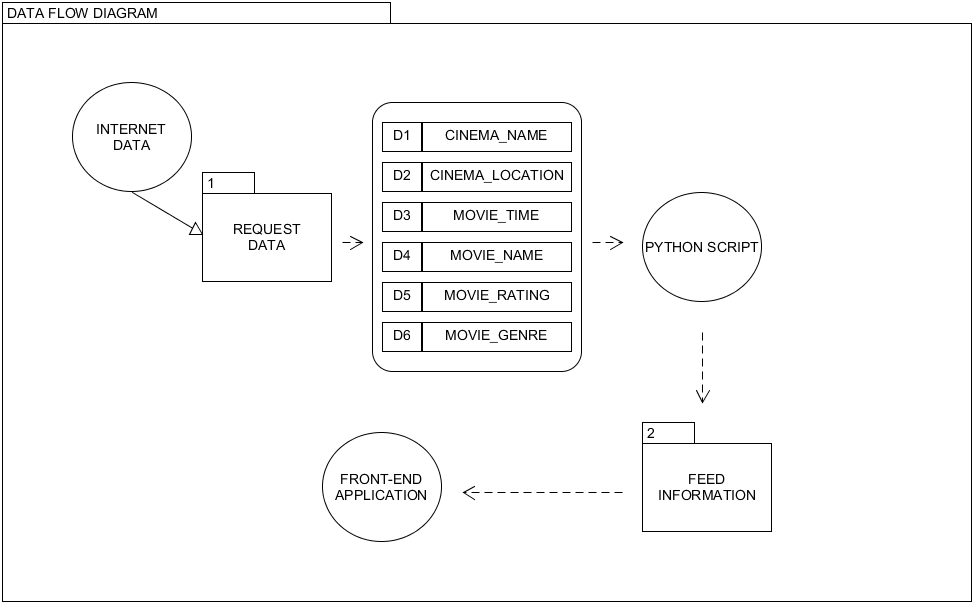 DATA FLOW DIAGRAM
INTERNET
DATA
1
REQUEST
DATA
D1 CINEMA_NAME
D2 CINEMA_LOCATION
D3 MOVIE_TIME
D4 MOVIE_NAME
D5 MOVIE_RATING
D6 MOVIE_GENRE
PYTHON SCRIPT
2
FEED
INFORMATION
FRONT-END
APPLICATION